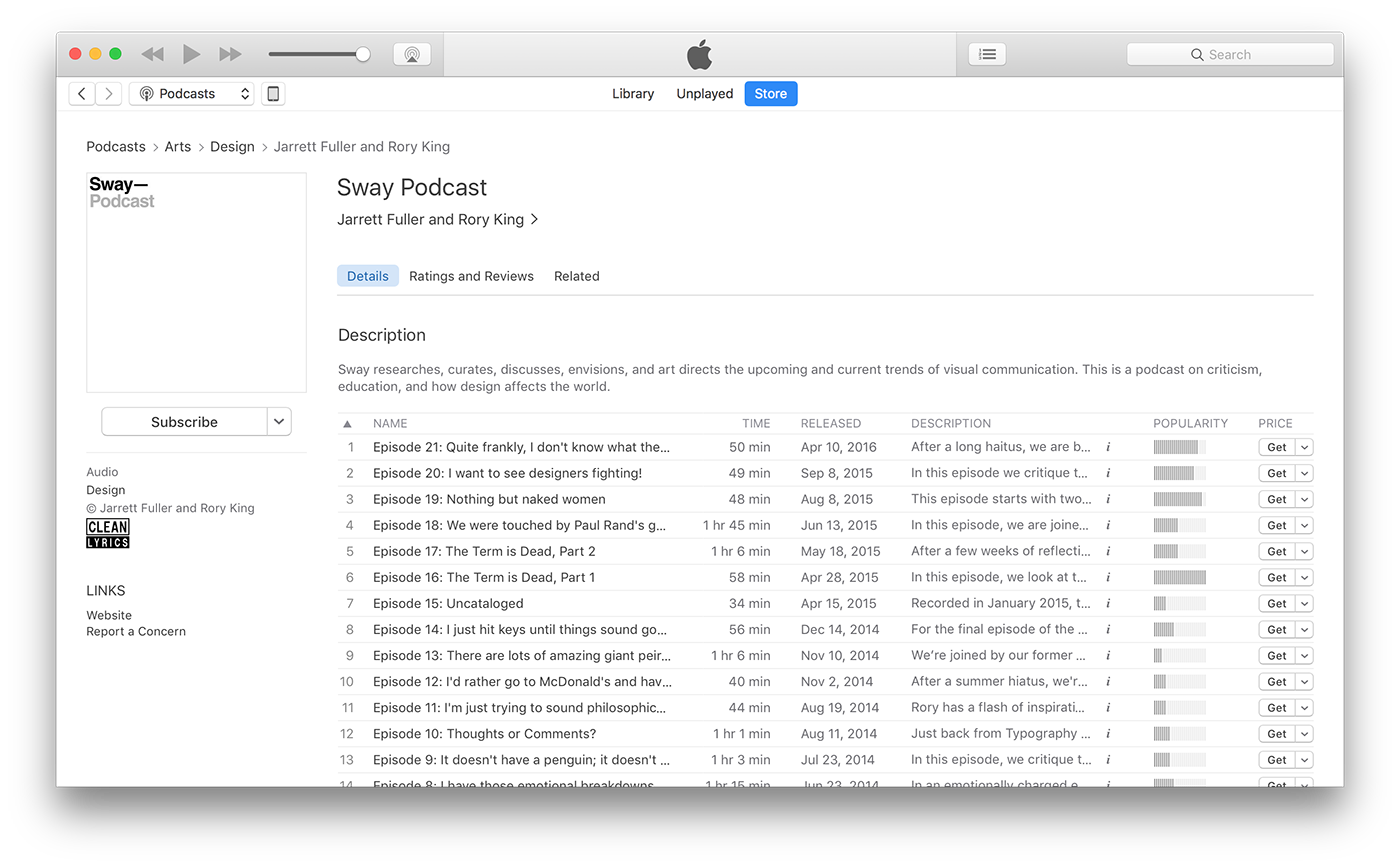 Search
Podcasts
Library Unplayed Store
Podcasts > Arts > Design > Jarrett Fuller and Rory King
Sway—
Podcast
Sway Podcast
Jarrett Fuller and Rory King >
Details Ratings and Reviews Related
Description
Sway researches, curates, discusses, envisions, and art directs the upcoming and current trends of visual communication. This is a podcast on criticism,
education, and how design affects the world.
Subscribe
Audio
Design
© Jarrett Fuller and Rory King
CLEAN
LYRICS
LINKS
Website
Report a Concern
▲ NAME TIME RELEASED DESCRIPTION POPULARITY PRICE
1 Episode 21: Quite frankly, I don't know what the... 50 min Apr 10, 2016 After a long haitus, we are b... i Get
2 Episode 20: I want to see designers fighting! 49 min Sep 8, 2015 In this episode we critique t... i Get
3 Episode 19: Nothing but naked women 48 min Aug 8, 2015 This episode starts with two... i Get
4 Episode 18: We were touched by Paul Rand's g... 1 hr 45 min Jun 13, 2015 In this episode, we are joine... i Get
5 Episode 17: The Term is Dead, Part 2 1 hr 6 min May 18, 2015 After a few weeks of reflecti... i Get
6 Episode 16: The Term is Dead, Part 1 58 min Apr 28, 2015 In this episode, we look at t... i Get
7 Episode 15: Uncataloged 34 min Apr 15, 2015 Recorded in January 2015, t... i Get
8 Episode 14: I just hit keys until things sound go... 56 min Dec 14, 2014 For the final episode of the ... i Get
9 Episode 13: There are lots of amazing giant peir... 1 hr 6 min Nov 10, 2014 We're joined by our former ... i Get
10 Episode 12: I'd rather go to McDonald's and hav... 40 min Nov 2, 2014 After a summer hiatus, we'r... i Get
11 Episode 11: I'm just trying to sound philosophic... 44 min Aug 19, 2014 Rory has a flash of inspirati... i Get
12 Episode 10: Thoughts or Comments? 1 hr 1 min Aug 11, 2014 Just back from Typography ... i Get
13 Episode 9: It doesn't have a penguin; it doesn't ... 1 hr 3 min Jul 23, 2014 In this episode, we critique t... i Get
14 Episode 8: I have those emotional breakdowns... 1 hr 15 min Jun 23, 2014 In an emotionally charged e... i Get